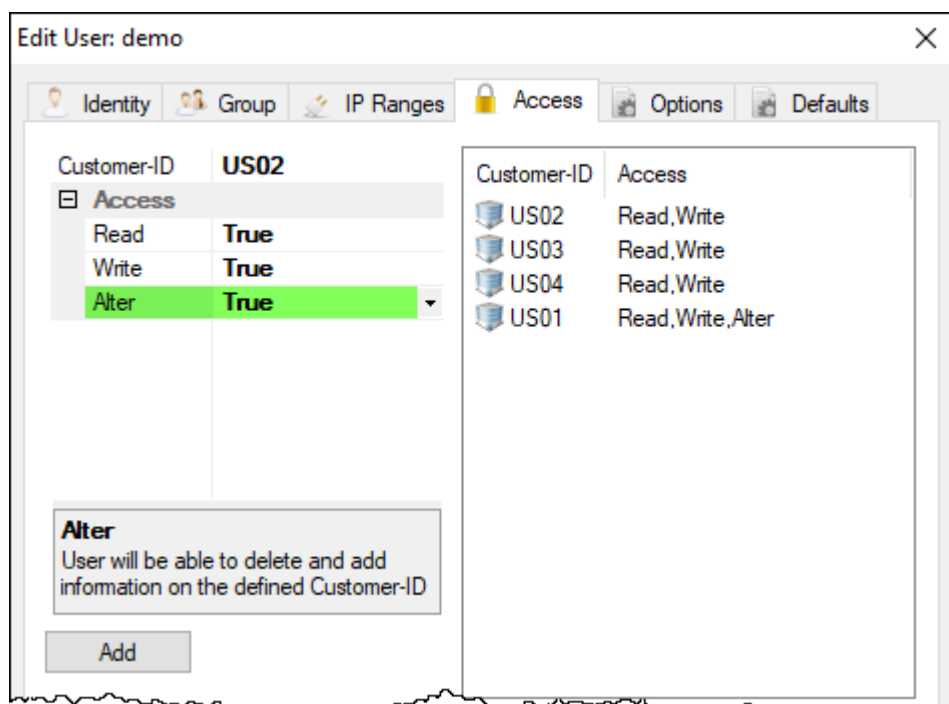 Edit User: demo
Identity Group IP Ranges Access Options Defaults
Customer-ID US02
Access
Read True
Write True
Alter True
Alter
User will be able to delete and add
information on the defined Customer-ID
Add
Customer-ID Access
US02 Read,Write
US03 Read,Write
US04 Read,Write
US01 Read,Write,Alter